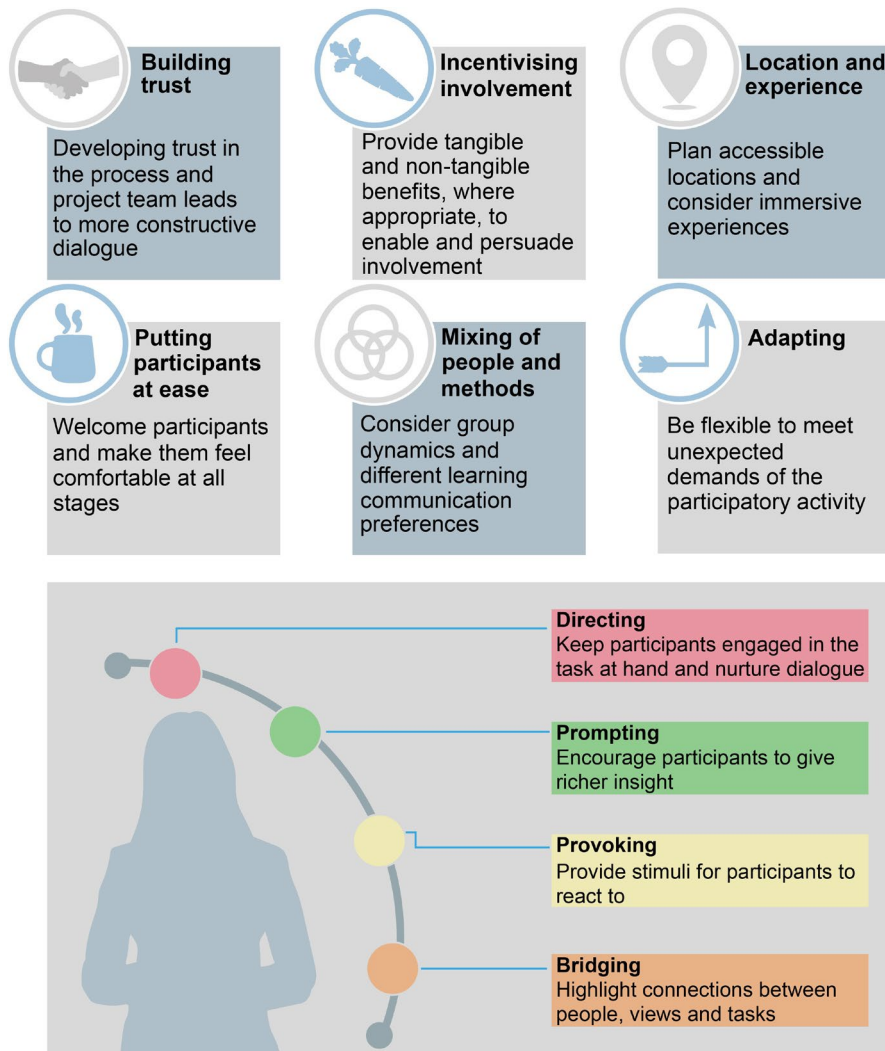 Building
trust
Developing trust in
the process and
project team leads
to more constructive
dialogue
Incentivising
involvement
Provide tangible
and non-tangible
benefits, where
appropriate, to
enable and persuade
involvement
Location and
experience
Plan accessible
locations and
consider immersive
experiences
Putting
participants
at ease
Welcome participants
and make them feel
comfortable at all
stages
Mixing of
people and
methods
Consider group
dynamics and
different learning
communication
preferences
Adapting
Be flexible to meet
unexpected
demands of the
participatory activity
Directing
Keep participants engaged in the
task at hand and nurture dialogue
Prompting
Encourage participants to give
richer insight
Provoking
Provide stimuli for participants to
react to
Bridging
Highlight connections between
people, views and tasks